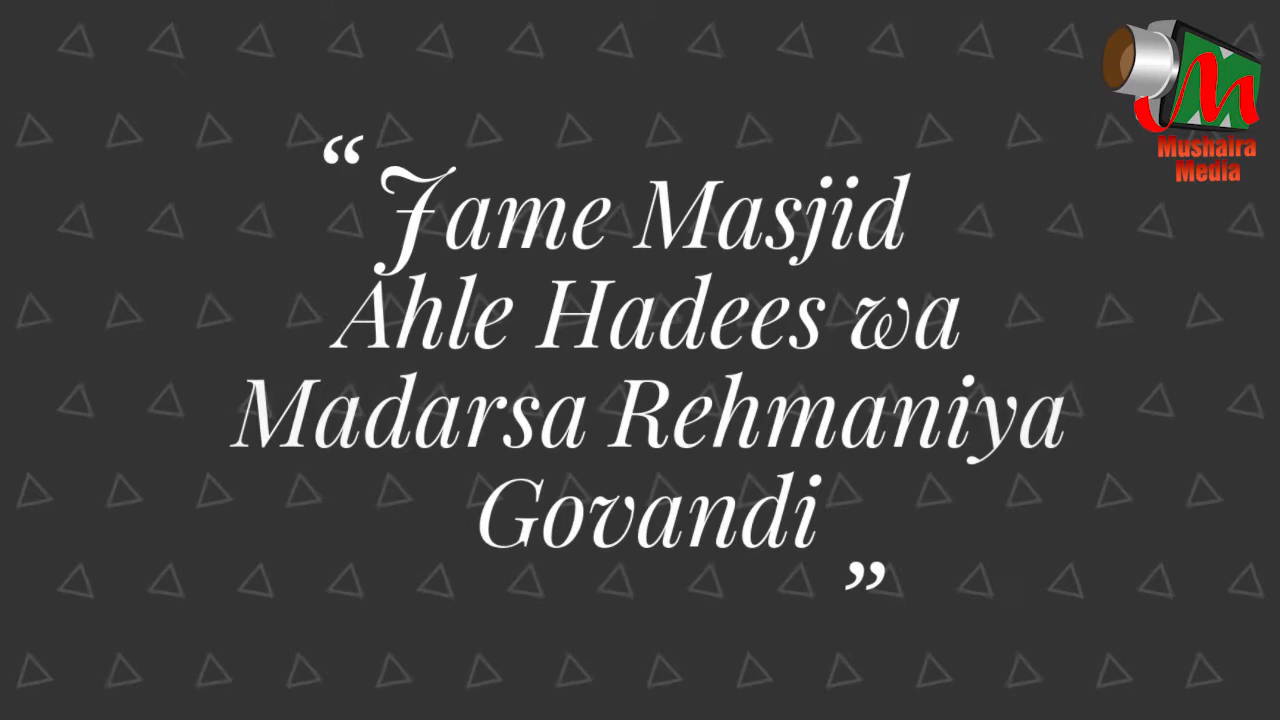 “Jame Masjid
Ahle Hadees wa
Madarsa Rehmaniya
Govandi”
M
Mushaira
Media